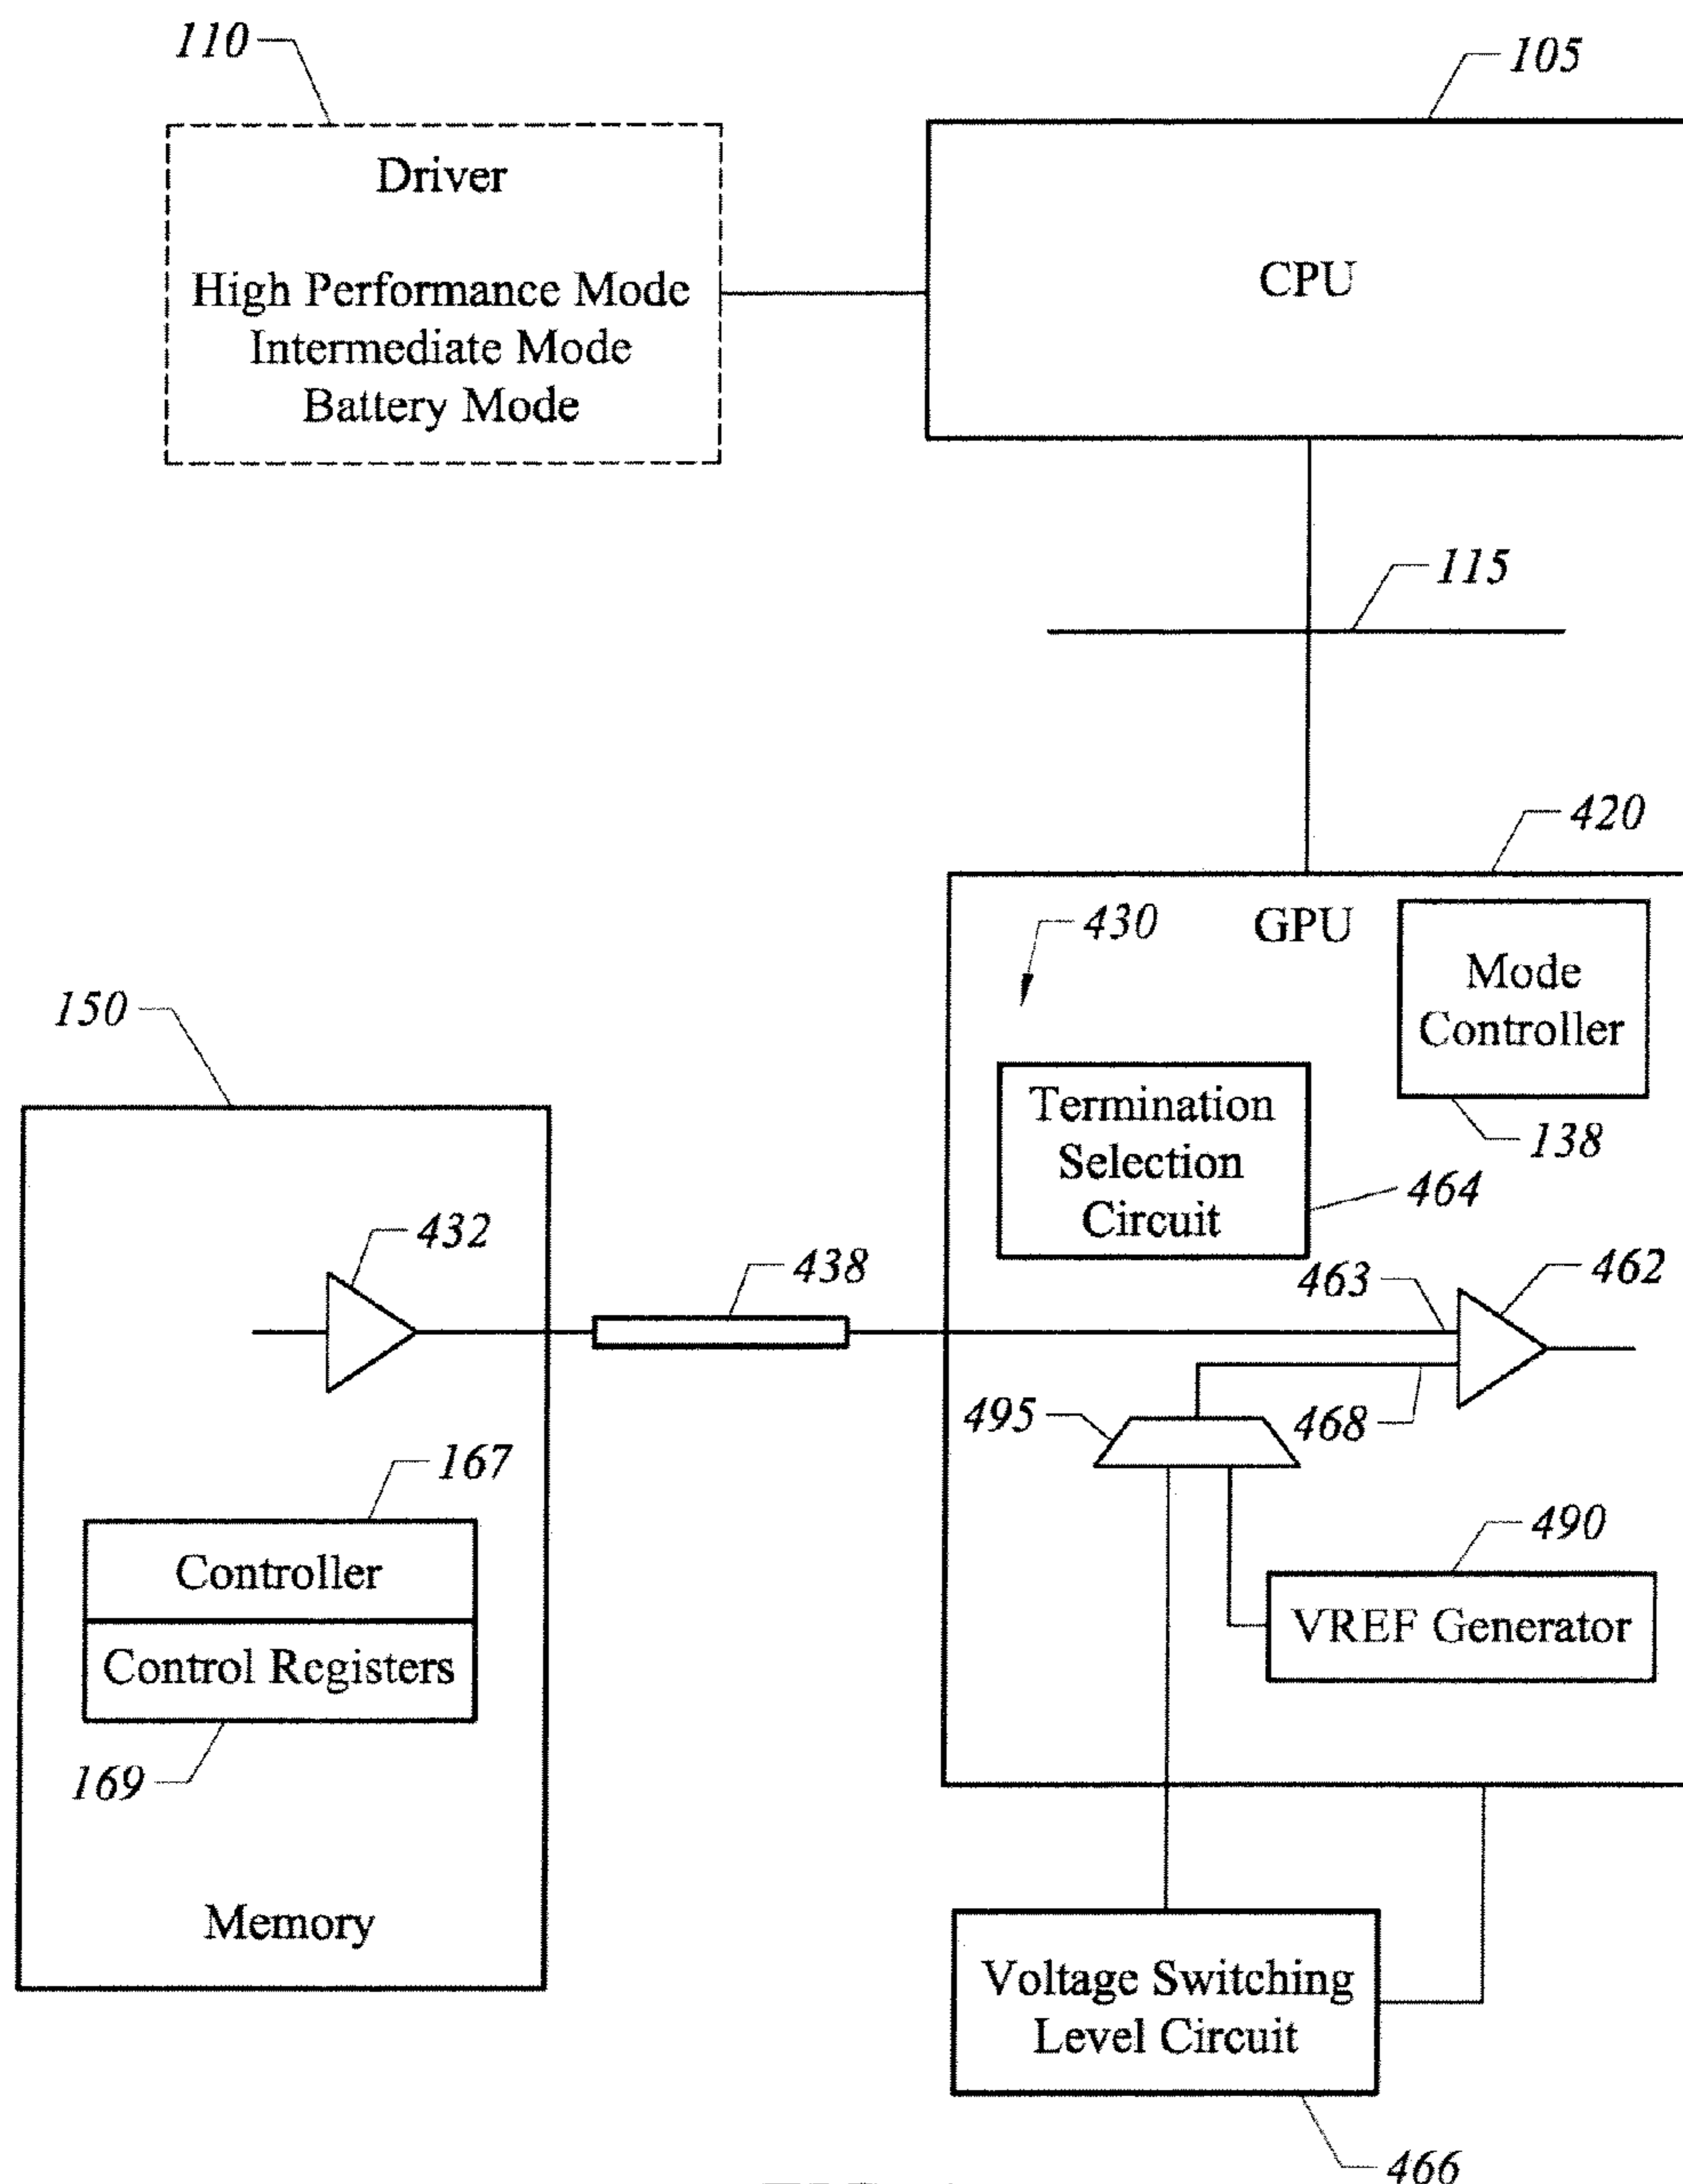 110
105
Driver
High Performance Mode
Intermediate Mode
Battery Mode
CPU
115
420
430
GPU
Mode
Controller
138
150
Termination
Selection
Circuit
464
432
438
463
462
495
468
167
Controller
Control Registers
169
490
VREF Generator
Memory
Voltage Switching
Level Circuit
466